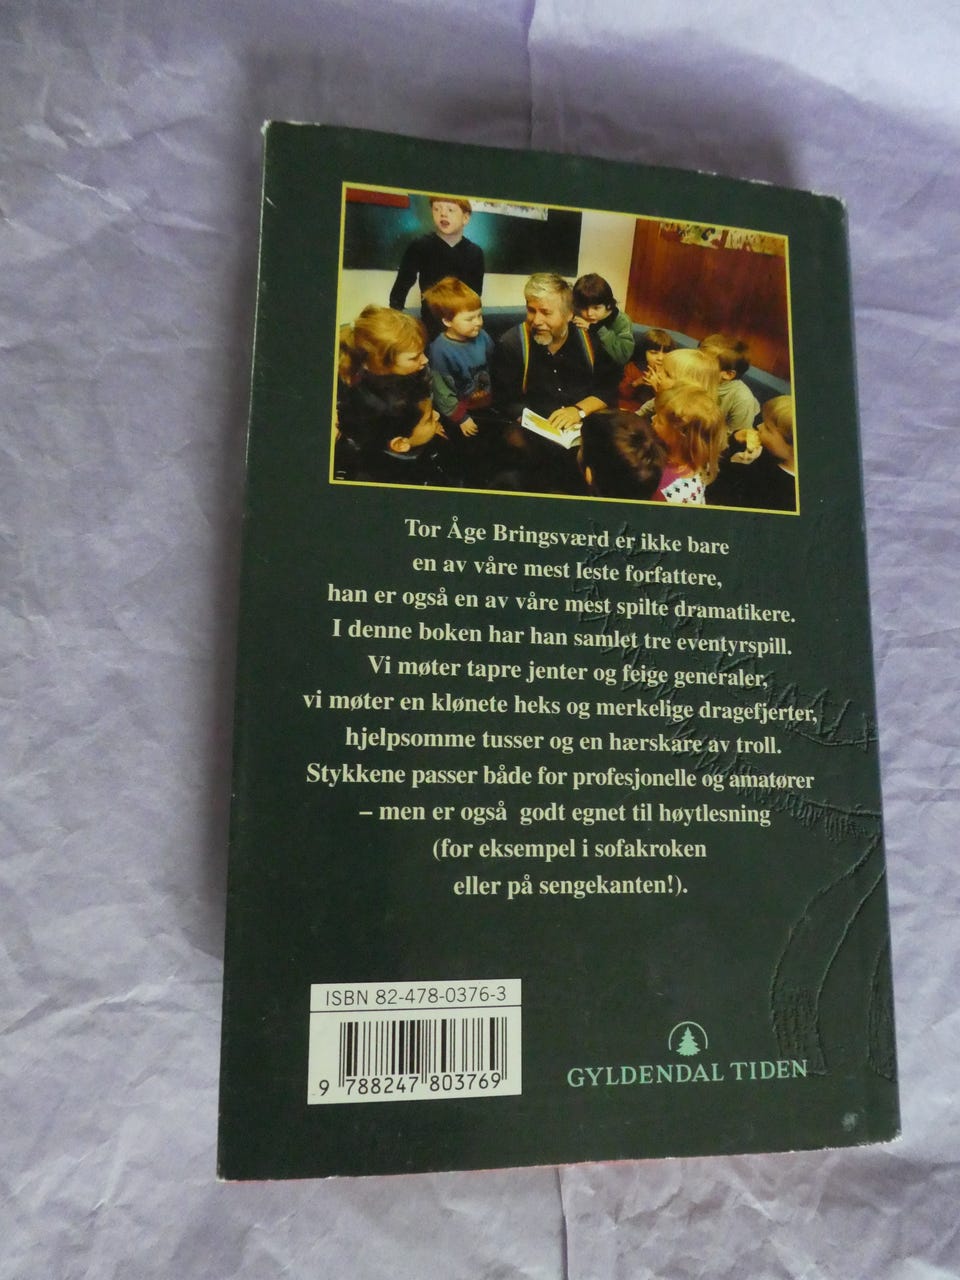 Tor Åge Bringsværd er ikke bare
en av våre mest leste forfattere,
han er også en av våre mest spilte dramatikere.
I denne boken har han samlet tre eventyrspill.
Vi møter tapre jenter og feige generaler,
vi møter en klønete heks og merkelige dragefjerter,
hjelpsomme tusser og en hærskare av troll.
Stykkene passer både for profesjonelle og amatører
– men er også godt egnet til høytlesning
(for eksempel i sofakroken
eller på sengekanten!).
ISBN 82-478-0376-3
9 788247 803769
GYLDENDAL TIDEN